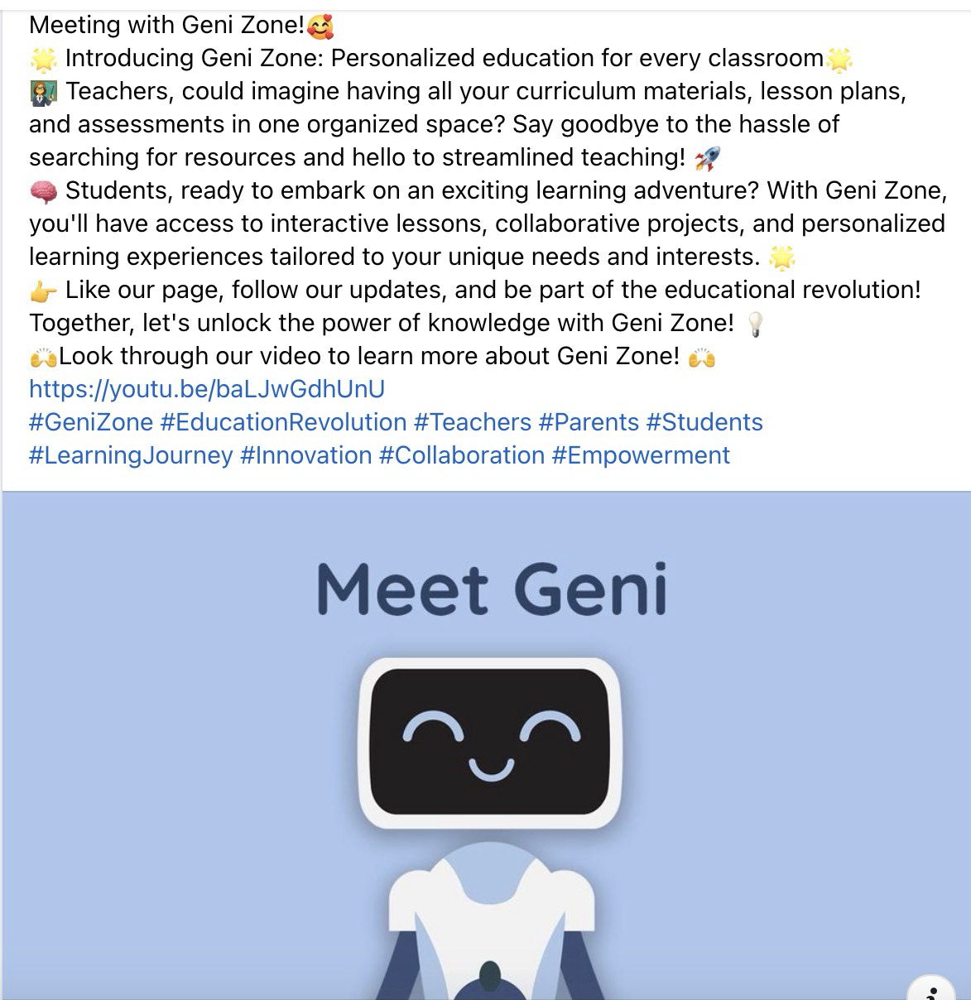 Meeting with Geni Zone!🥰
🌟 Introducing Geni Zone: Personalized education for every classroom🌟
👩‍🏫 Teachers, could imagine having all your curriculum materials, lesson plans,
and assessments in one organized space? Say goodbye to the hassle of
searching for resources and hello to streamlined teaching! 🚀
🧠 Students, ready to embark on an exciting learning adventure? With Geni Zone,
you'll have access to interactive lessons, collaborative projects, and personalized
learning experiences tailored to your unique needs and interests. 🌟
👉 Like our page, follow our updates, and be part of the educational revolution!
Together, let's unlock the power of knowledge with Geni Zone! 💡
🙌Look through our video to learn more about Geni Zone! 🙌
https://youtu.be/baLJwGdhUnU
#GeniZone #EducationRevolution #Teachers #Parents #Students
#LearningJourney #Innovation #Collaboration #Empowerment
Meet Geni